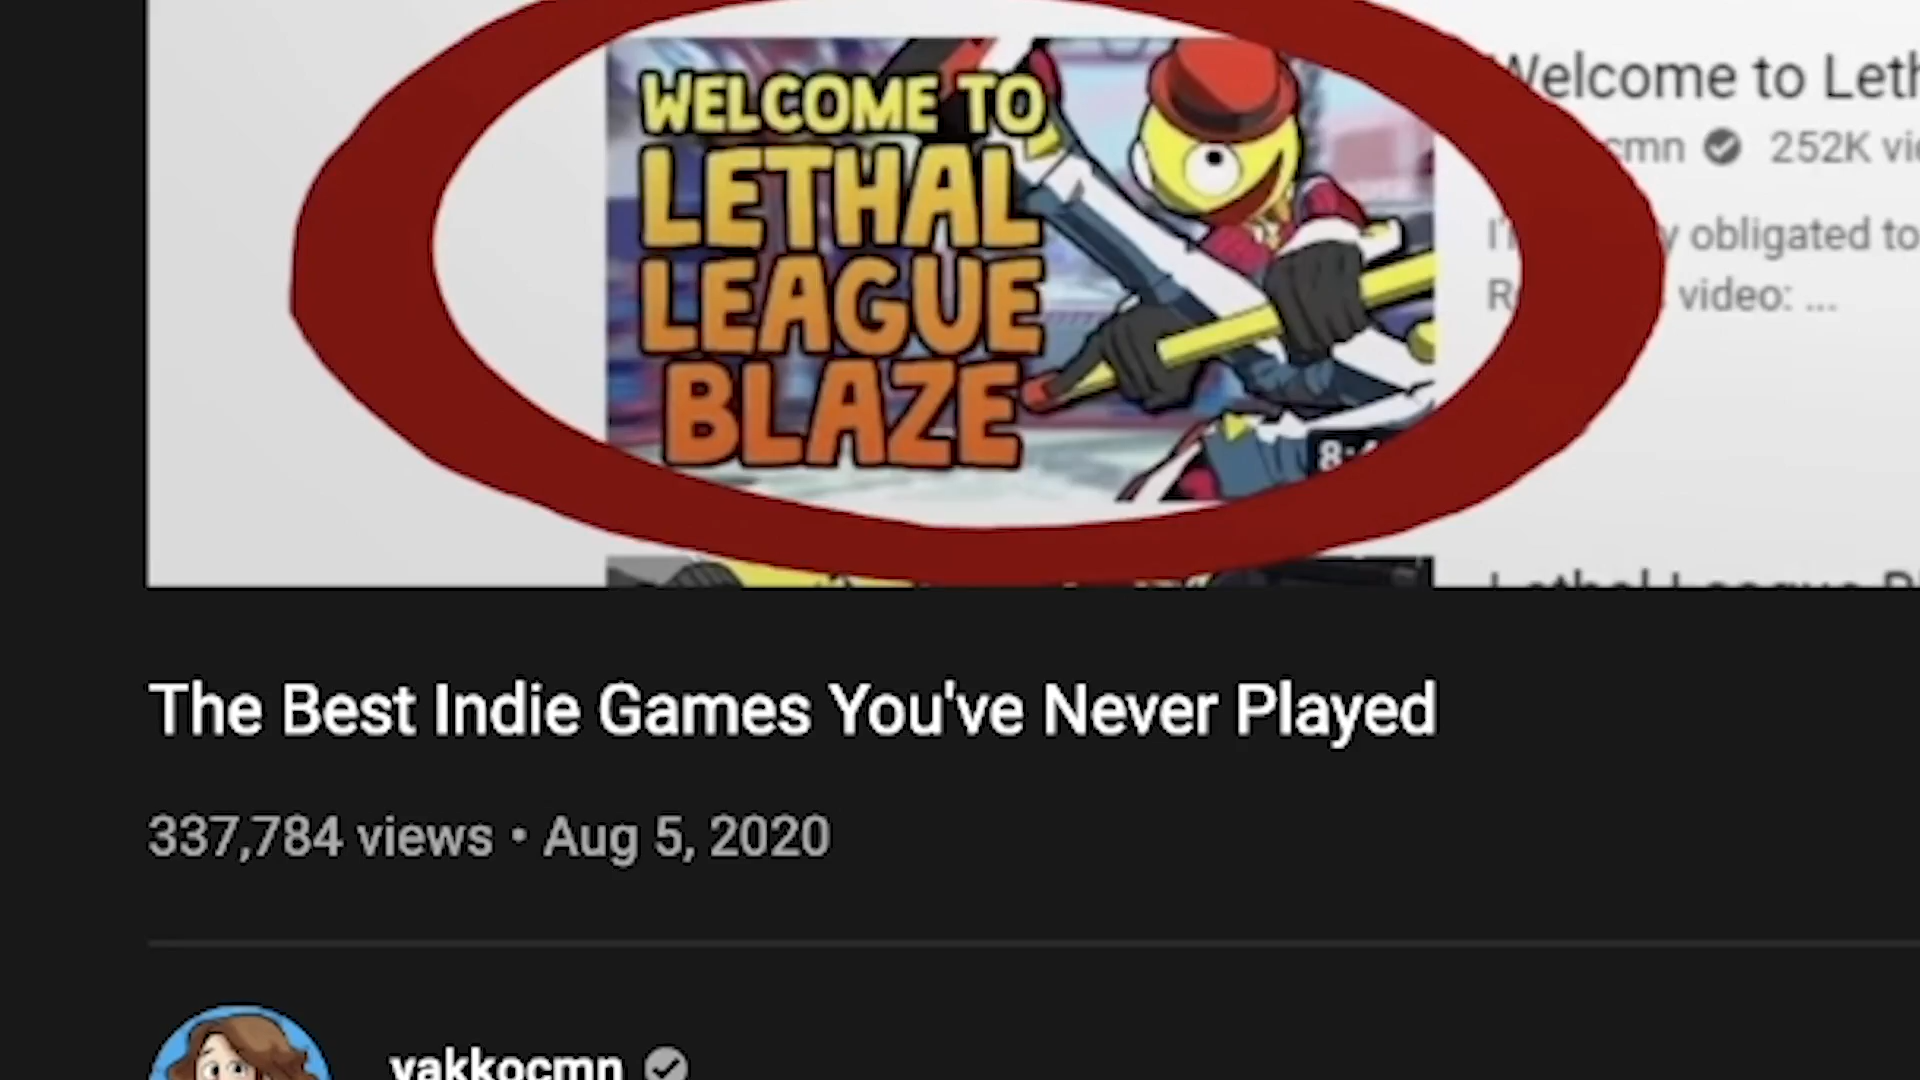 WELCOME TO
LETHAL
LEAGUE
BLAZE
Welcome to Leth
cmn 252K vie
y obligated to
video: ...
The Best Indie Games You've Never Played
337,784 views • Aug 5, 2020
yakkocmn